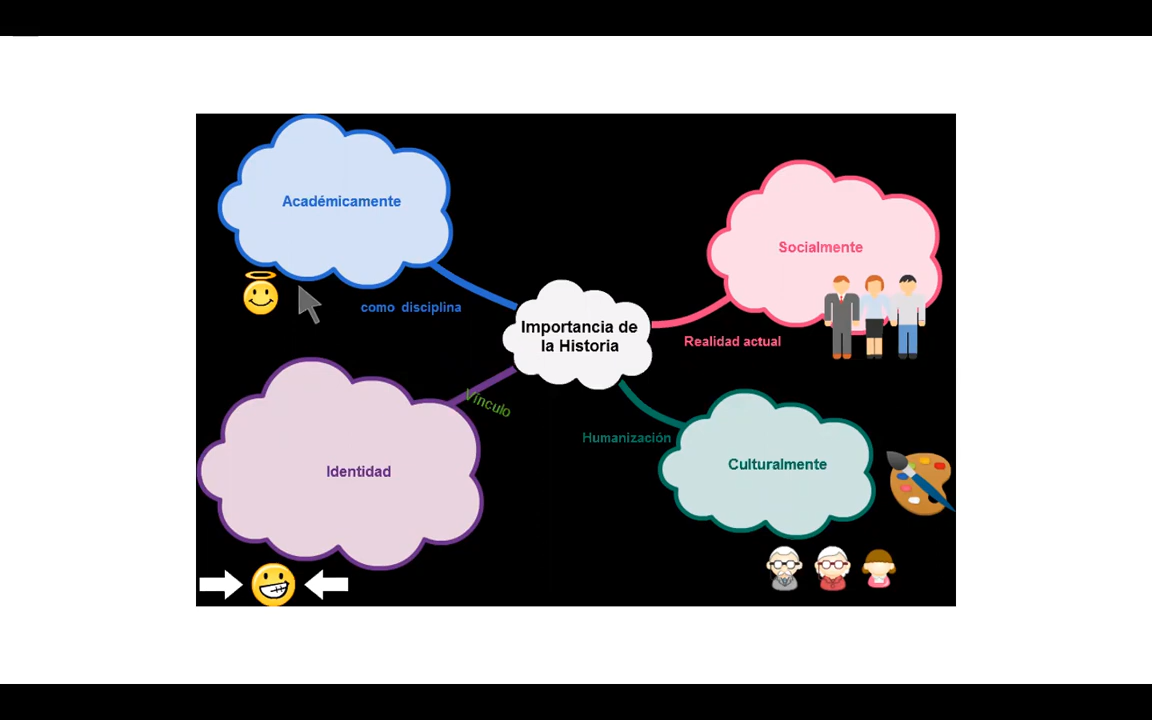 Académicamente
como disciplina
Socialmente
Importancia de
la Historia
Realidad actual
Vínculo
Identidad
Humanización
Culturalmente